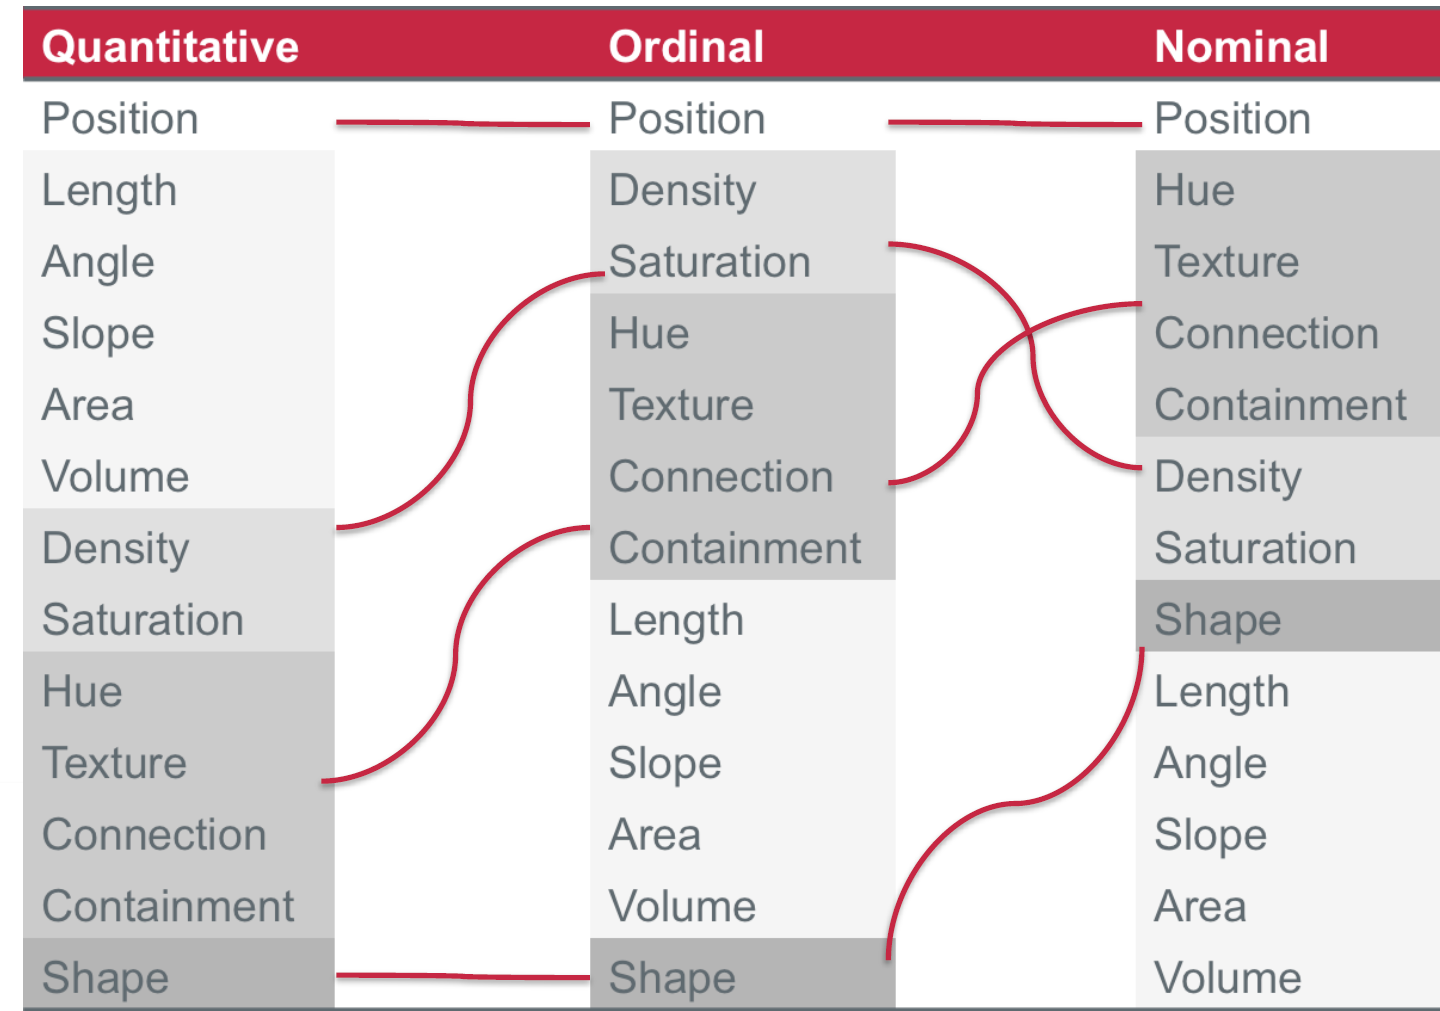 Quantitative Ordinal Nominal
Position Position Position
Length Density Hue
Angle Saturation Texture
Slope Hue Connection
Area Texture Containment
Volume Connection Density
Density Containment Saturation
Saturation Length Shape
Hue Angle Length
Texture Slope Angle
Connection Area Slope
Containment Volume Area
Shape Shape Volume